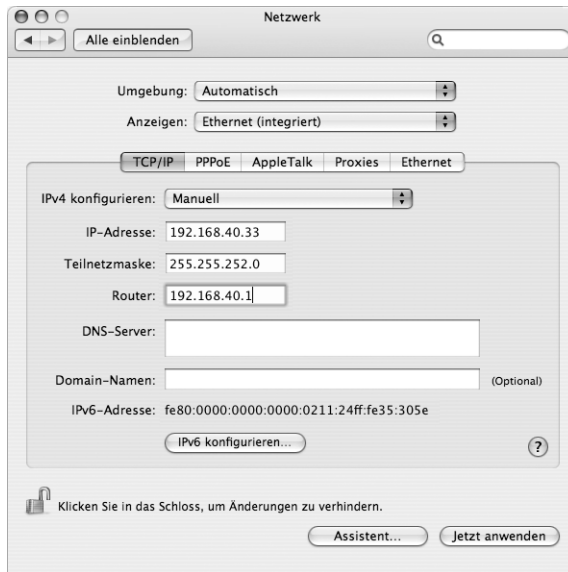 Netzwerk
Alle einblenden
Umgebung: Automatisch
Anzeigen: Ethernet (integriert)
TCP/IP PPPoE AppleTalk Proxies Ethernet
IPv4 konfigurieren: Manuell
IP-Adresse: 192.168.40.33
Teilnetzmaske: 255.255.252.0
Router: 192.168.40.1
DNS-Server:
Domain-Namen: (Optional)
IPv6-Adresse: fe80:0000:0000:0000:0211:24ff:fe35:305e
IPv6 konfigurieren... ?
Klicken Sie in das Schloss, um Änderungen zu verhindern.
Assistent... Jetzt anwenden